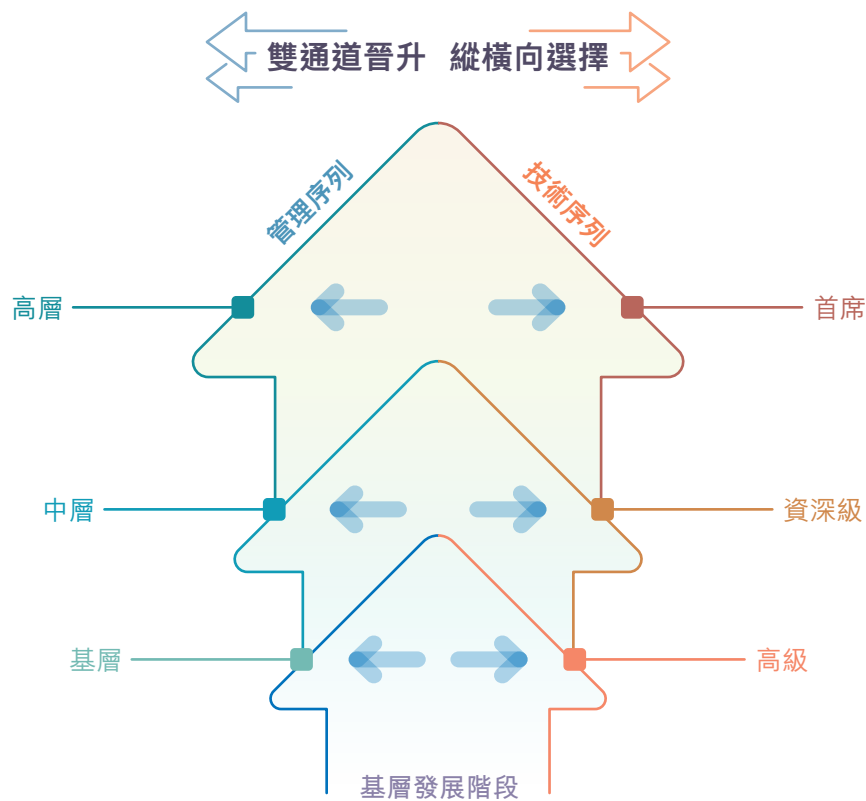 雙通道晉升 縱橫向選擇
管理序列
技術序列
高層
首席
中層
資深級
基層
高級
基層發展階段